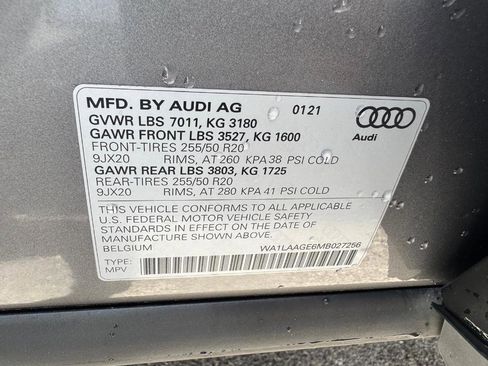 MFD. BY AUDI AG 01 21
GVWR LBS 7011, KG 3180
GAWR FRONT LBS 3527, KG 1600
FRONT-TIRES 255/50 R20
9JX20 RIMS, AT 260 KPA 38 PSI COLD
GAWR REAR LBS 3803, KG 1725
REAR-TIRES 255/50 R20
9JX20 RIMS, AT 280 KPA 41 PSI COLD
Audi
THIS VEHICLE CONFORMS TO ALL APPLICABLE
U.S. FEDERAL MOTOR VEHICLE SAFETY
STANDARDS IN EFFECT ON THE DATE OF
MANUFACTURE SHOWN ABOVE.
BELGIUM
WA1LAAGE6MB027256
TYPE:
MPV